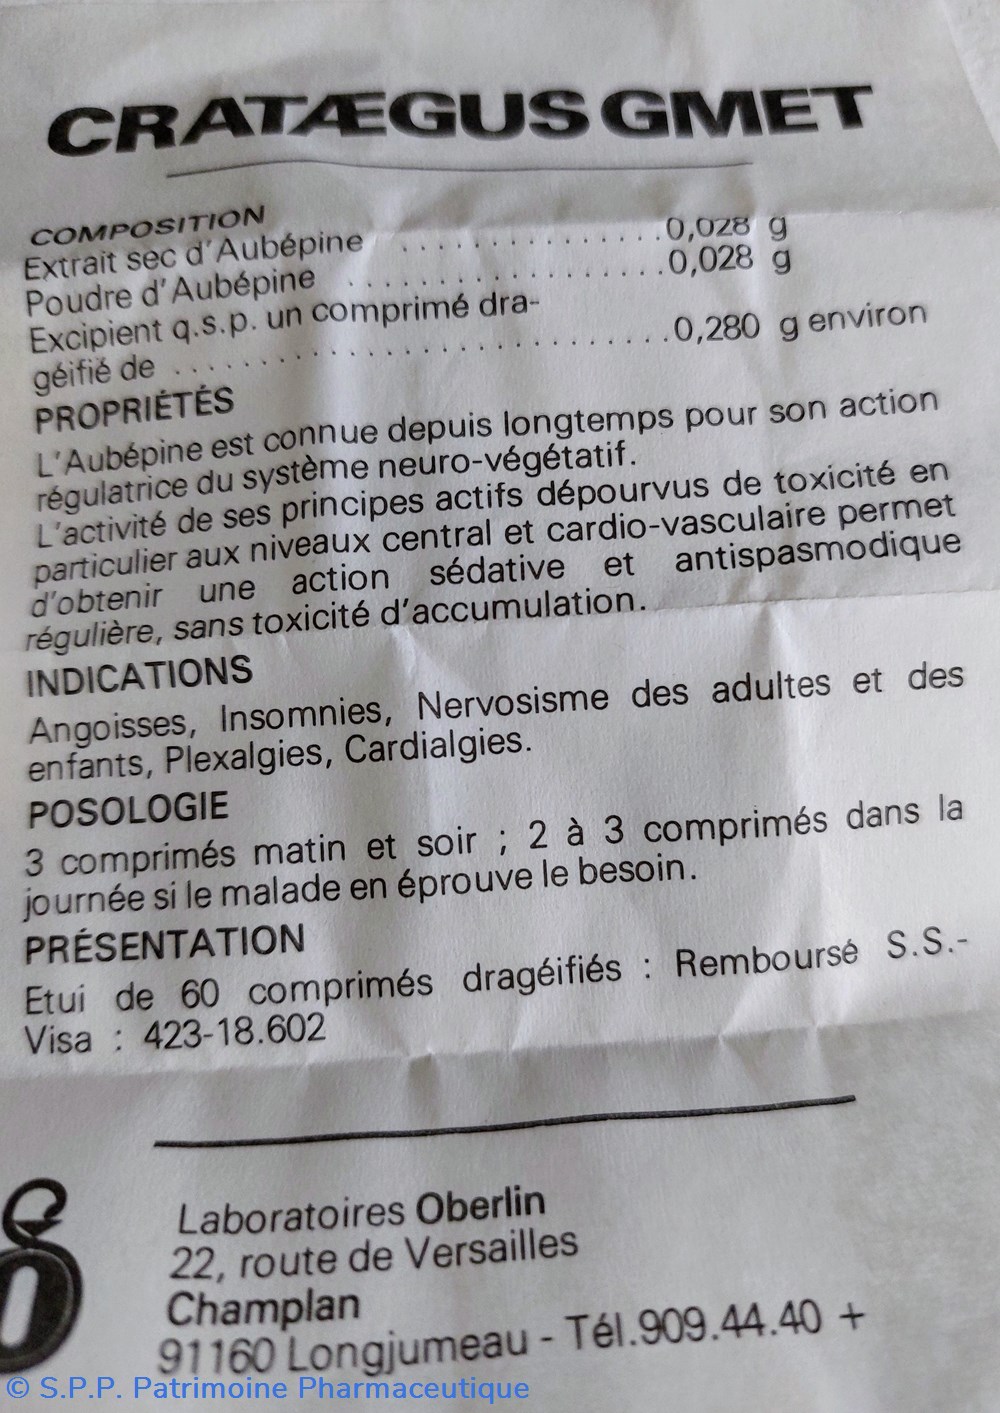 CRATÆGUS GMET
COMPOSITION
Extrait sec d'Aubépine ...............0,028 g
Poudre d'Aubépine ..................0,028 g
Excipient q.s.p. un comprimé dra-
géifié de ............................0,280 g environ
PROPRIÉTÉS
L'Aubépine est connue depuis longtemps pour son action
régulatrice du système neuro-végétatif.
L'activité de ses principes actifs dépourvus de toxicité en
particulier aux niveaux central et cardio-vasculaire permet
d'obtenir une action sédative et antispasmodique
régulière, sans toxicité d'accumulation.
INDICATIONS
Angoisses, Insomnies, Nervosisme des adultes et des
enfants, Plexalgies, Cardialgies.
POSOLOGIE
3 comprimés matin et soir ; 2 à 3 comprimés dans la
journée si le malade en éprouve le besoin.
PRÉSENTATION
Etui de 60 comprimés dragéifiés : Remboursé S.S.-
Visa : 423-18.602
Laboratoires Oberlin
22, route de Versailles
Champlan
91160 Longjumeau - Tél.909.44.40 +
© S.P.P. Patrimoine Pharmaceutique